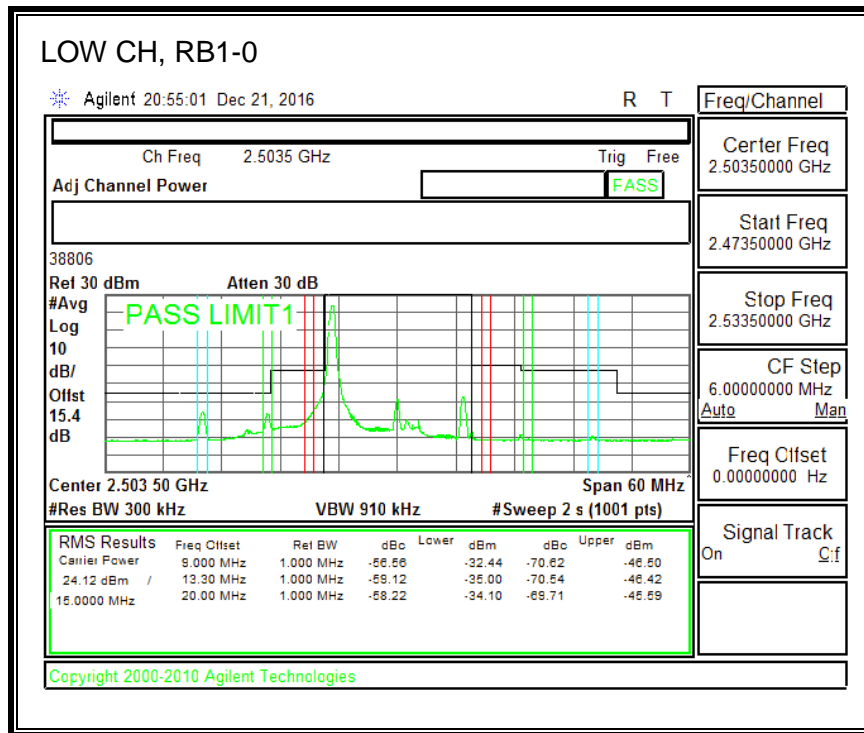 LOW CH, RB1-0
Agilent 20:55:01 Dec 21, 2016 R T
Freq/Channel
Ch Freq 2.5035 GHz Trig Free
Adj Channel Power PASS
Center Freq
2.50350000 GHz
Start Freq
2.47350000 GHz
Stop Freq
2.53350000 GHz
CF Step
6.00000000 MHz
Auto Man
Freq Offset
0.00000000 Hz
Signal Track
On Off
38806
Ref 30 dBm Atten 30 dB
#Avg
Log
10
dB/
Offst
15.4
dB
PASS LIMIT1
Center 2.503 50 GHz Span 60 MHz
#Res BW 300 kHz VBW 910 kHz #Sweep 2 s (1001 pts)
RMS Results Freq Offset Ref BW dBc Lower dBm dBc Upper dBm
Carrier Power 9.000 MHz 1.000 MHz -56.56 -32.44 -70.62 -46.50
24.12 dBm / 13.30 MHz 1.000 MHz -59.12 -35.00 -70.54 -46.42
15.0000 MHz 20.00 MHz 1.000 MHz -58.22 -34.10 -69.71 -45.59
Copyright 2000-2010 Agilent Technologies